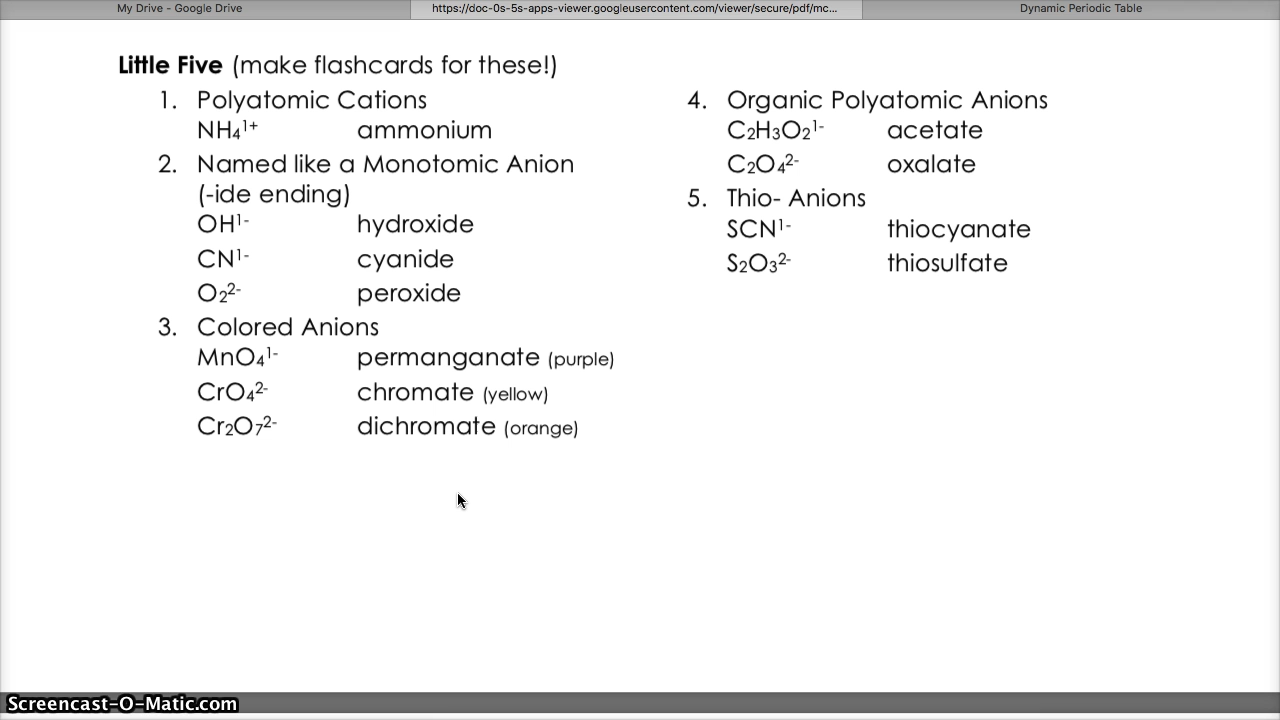 My Drive - Google Drive
https://doc-0s-5s-apps-viewer.googleusercontent.com/viewer/secure/pdf/mc...
Dynamic Periodic Table
Little Five (make flashcards for these!)
1. Polyatomic Cations
NH₄¹⁺ ammonium
2. Named like a Monotomic Anion
(-ide ending)
OH¹⁻ hydroxide
CN¹⁻ cyanide
O₂²⁻ peroxide
3. Colored Anions
MnO₄¹⁻ permanganate (purple)
CrO₄²⁻ chromate (yellow)
Cr₂O₇²⁻ dichromate (orange)
4. Organic Polyatomic Anions
C₂H₃O₂¹⁻ acetate
C₂O₄²⁻ oxalate
5. Thio- Anions
SCN¹⁻ thiocyanate
S₂O₃²⁻ thiosulfate
Screencast-O-Matic.com